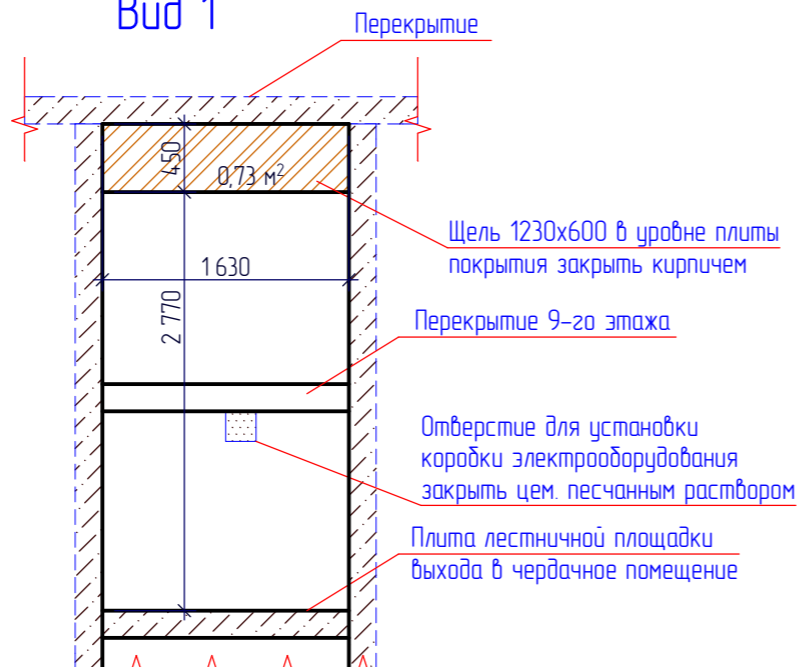 Вид 1
Перекрытие
450
0,73 м²
Щель 1230х600 в уровне плиты
покрытия закрыть кирпичем
1 630
2 770
Перекрытие 9-го этажа
Отверстие для установки
коробки электрооборудования
закрыть цем. песчанным раствором
Плита лестничной площадки
выхода в чердачное помещение